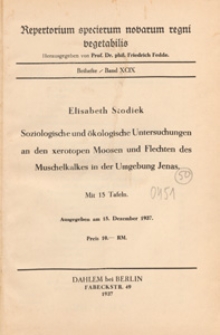 Repertorium specierum novarum regni
vegetabilis
Herausgegeben von Prof. Dr. phil. Friedrich Fedde.
Beihefte / Band XCIX
Elisabeth Szodiek
Soziologische und ökologische Untersuchungen
an den xerotopen Moosen und Flechten des
Muschelkalkes in der Umgebung Jenas.
50
Mit 15 Tafeln.
0451
Ausgegeben am 15. Dezember 1937.
Preis 10.— RM.
DAHLEM bei BERLIN
FABECKSTR. 49
1937